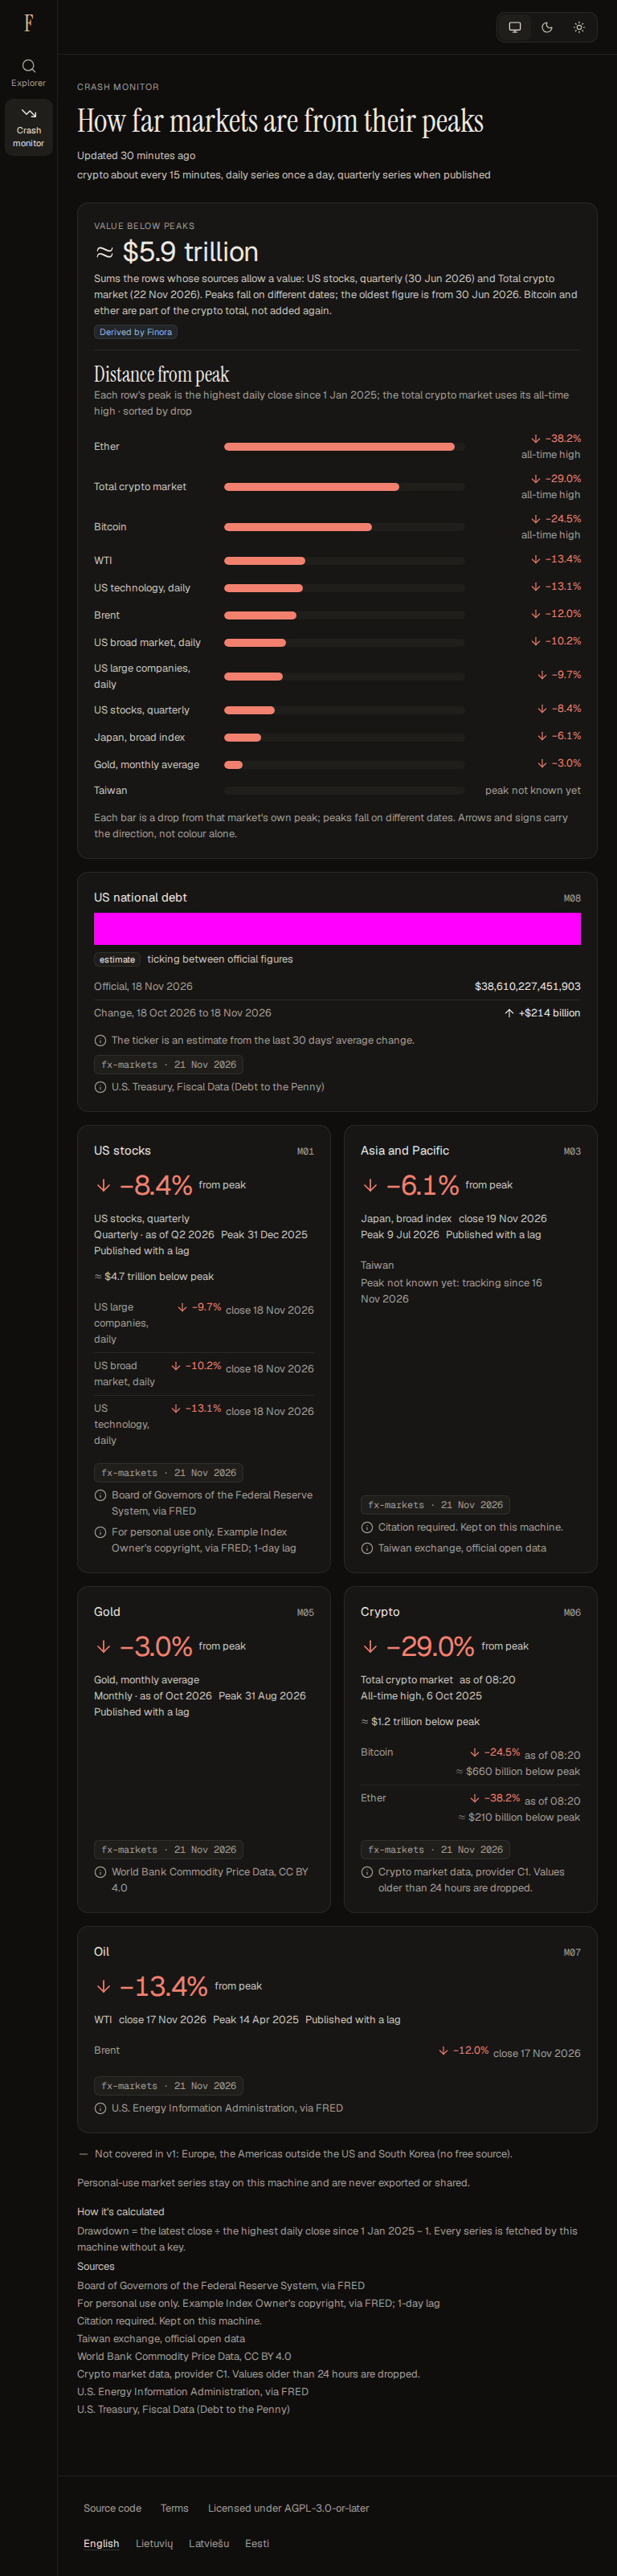 F
Explorer
Crash
monitor
CRASH MONITOR
How far markets are from their peaks
Updated 30 minutes ago
crypto about every 15 minutes, daily series once a day, quarterly series when published
VALUE BELOW PEAKS
≈ $5.9 trillion
Sums the rows whose sources allow a value: US stocks, quarterly (30 Jun 2026) and Total crypto
market (22 Nov 2026). Peaks fall on different dates; the oldest figure is from 30 Jun 2026. Bitcoin and
ether are part of the crypto total, not added again.
Derived by Finora
Distance from peak
Each row's peak is the highest daily close since 1 Jan 2025; the total crypto market uses its all-time
high · sorted by drop
Ether ↓ −38.2%
all-time high
Total crypto market ↓ −29.0%
all-time high
Bitcoin ↓ −24.5%
all-time high
WTI ↓ −13.4%
US technology, daily ↓ −13.1%
Brent ↓ −12.0%
US broad market, daily ↓ −10.2%
US large companies,
daily ↓ −9.7%
US stocks, quarterly ↓ −8.4%
Japan, broad index ↓ −6.1%
Gold, monthly average ↓ −3.0%
Taiwan peak not known yet
Each bar is a drop from that market's own peak; peaks fall on different dates. Arrows and signs carry
the direction, not colour alone.
US national debt M08
estimate ticking between official figures
Official, 18 Nov 2026 $38,610,227,451,903
Change, 18 Oct 2026 to 18 Nov 2026 ↑ +$214 billion
The ticker is an estimate from the last 30 days' average change.
fx-markets · 21 Nov 2026
U.S. Treasury, Fiscal Data (Debt to the Penny)
US stocks M01
↓ −8.4% from peak
US stocks, quarterly
Quarterly · as of Q2 2026 Peak 31 Dec 2025
Published with a lag
≈ $4.7 trillion below peak
US large
companies,
daily
↓ −9.7% close 18 Nov 2026
US broad
market, daily
↓ −10.2% close 18 Nov 2026
US
technology,
daily
↓ −13.1% close 18 Nov 2026
fx-markets · 21 Nov 2026
Board of Governors of the Federal Reserve
System, via FRED
For personal use only. Example Index
Owner's copyright, via FRED; 1-day lag
Asia and Pacific M03
↓ −6.1% from peak
Japan, broad index close 19 Nov 2026
Peak 9 Jul 2026 Published with a lag
Taiwan
Peak not known yet: tracking since 16
Nov 2026
fx-markets · 21 Nov 2026
Citation required. Kept on this machine.
Taiwan exchange, official open data
Gold M05
↓ −3.0% from peak
Gold, monthly average
Monthly · as of Oct 2026 Peak 31 Aug 2026
Published with a lag
fx-markets · 21 Nov 2026
World Bank Commodity Price Data, CC BY
4.0
Crypto M06
↓ −29.0% from peak
Total crypto market as of 08:20
All-time high, 6 Oct 2025
≈ $1.2 trillion below peak
Bitcoin ↓ −24.5% as of 08:20
≈ $660 billion below peak
Ether ↓ −38.2% as of 08:20
≈ $210 billion below peak
fx-markets · 21 Nov 2026
Crypto market data, provider C1. Values
older than 24 hours are dropped.
Oil M07
↓ −13.4% from peak
WTI close 17 Nov 2026 Peak 14 Apr 2025 Published with a lag
Brent ↓ −12.0% close 17 Nov 2026
fx-markets · 21 Nov 2026
U.S. Energy Information Administration, via FRED
— Not covered in v1: Europe, the Americas outside the US and South Korea (no free source).
Personal-use market series stay on this machine and are never exported or shared.
How it's calculated
Drawdown = the latest close ÷ the highest daily close since 1 Jan 2025 − 1. Every series is fetched by this
machine without a key.
Sources
Board of Governors of the Federal Reserve System, via FRED
For personal use only. Example Index Owner's copyright, via FRED; 1-day lag
Citation required. Kept on this machine.
Taiwan exchange, official open data
World Bank Commodity Price Data, CC BY 4.0
Crypto market data, provider C1. Values older than 24 hours are dropped.
U.S. Energy Information Administration, via FRED
U.S. Treasury, Fiscal Data (Debt to the Penny)
Source code Terms Licensed under AGPL-3.0-or-later
English Lietuvių Latviešu Eesti